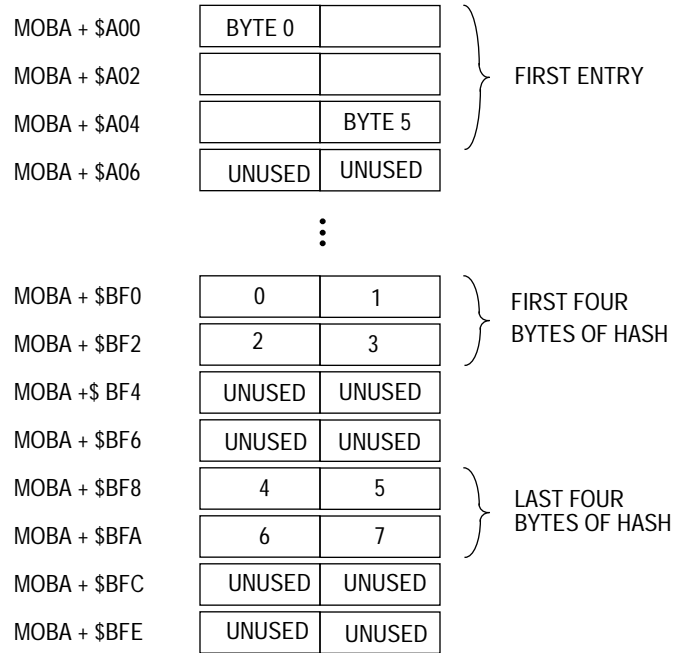 MOBA + $A00 BYTE 0
MOBA + $A02 FIRST ENTRY
MOBA + $A04 BYTE 5
MOBA + $A06 UNUSED UNUSED
MOBA + $BF0 0 1 FIRST FOUR
MOBA + $BF2 2 3 BYTES OF HASH
MOBA +$ BF4 UNUSED UNUSED
MOBA + $BF6 UNUSED UNUSED
MOBA + $BF8 4 5 LAST FOUR
MOBA + $BFA 6 7 BYTES OF HASH
MOBA + $BFC UNUSED UNUSED
MOBA + $BFE UNUSED UNUSED